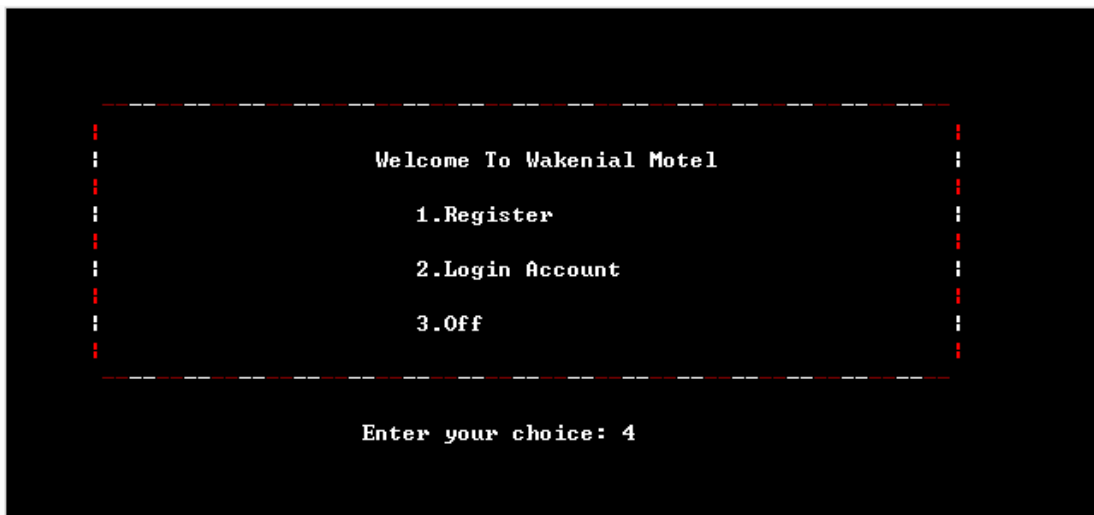 Welcome To Wakenial Motel
1.Register
2.Login Account
3.Off
Enter your choice: 4